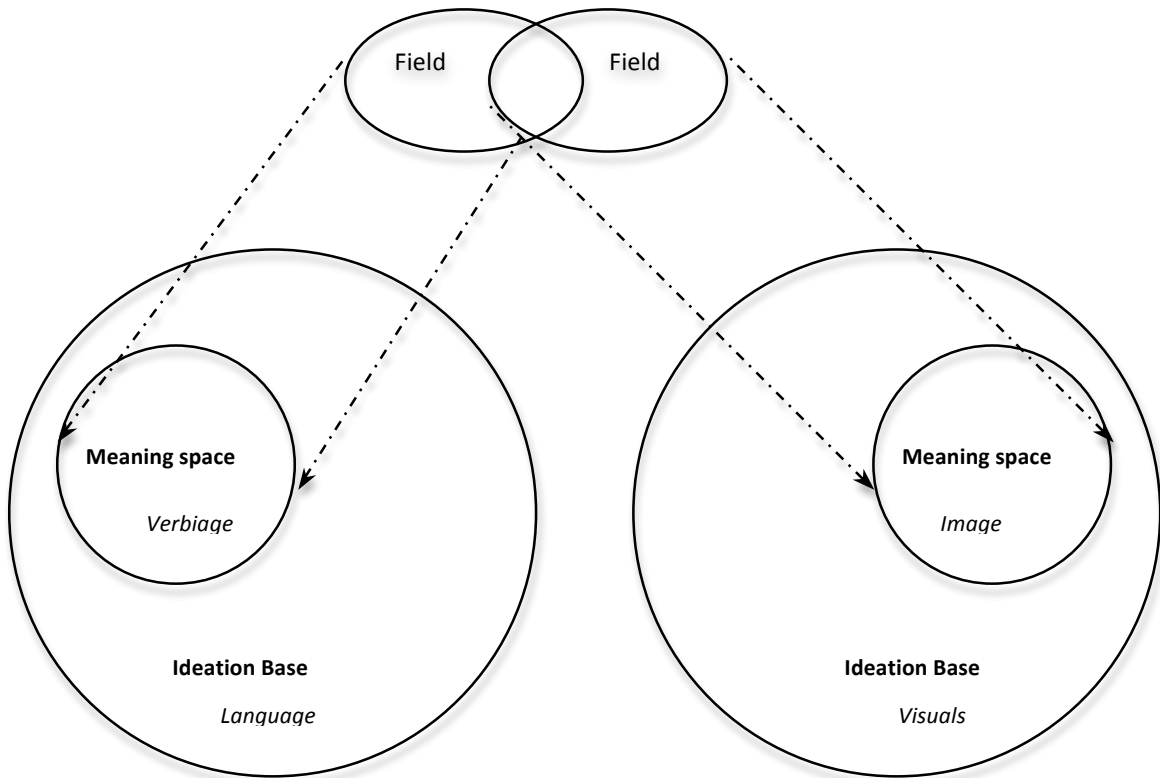 Field Field
Meaning space Meaning space
Verbiage Image
Ideation Base Ideation Base
Language Visuals